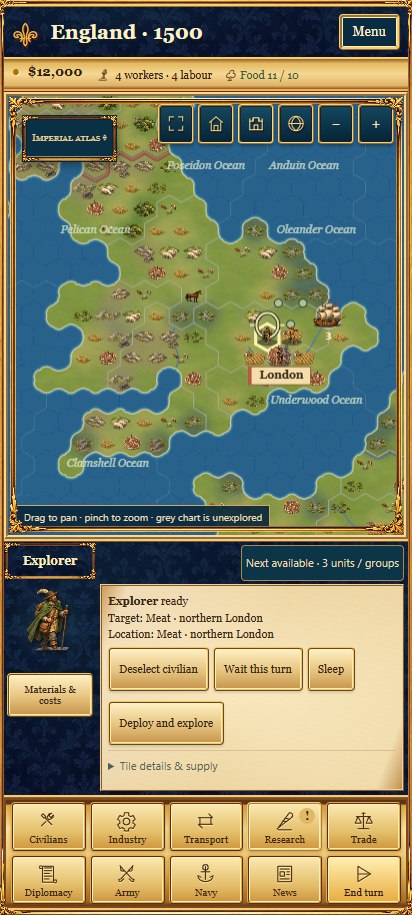 England · 1500
Menu
$12,000
4 workers · 4 labour
Food 11 / 10
Imperial atlas
−
+
Poseidon Ocean
Anduin Ocean
Pelican Ocean
Oleander Ocean
3
London
Underwood Ocean
Clamshell Ocean
Drag to pan · pinch to zoom · grey chart is unexplored
Explorer
Next available · 3 units / groups
Explorer ready
Target: Meat · northern London
Location: Meat · northern London
Deselect civilian
Wait this turn
Sleep
Materials &
costs
Deploy and explore
Tile details & supply
Civilians
Industry
Transport
!
Research
Trade
Diplomacy
Army
Navy
News
End turn